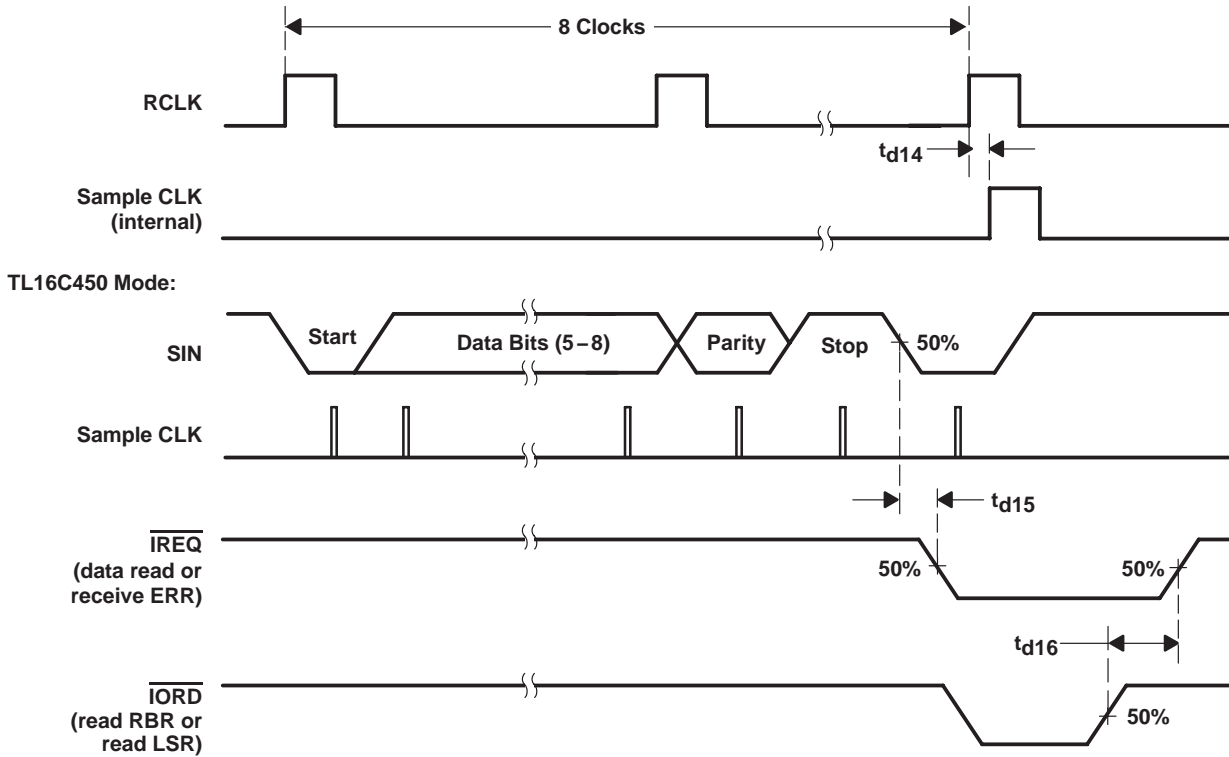 8 Clocks
RCLK
td14
Sample CLK
(internal)
TL16C450 Mode:
SIN
Start
Data Bits (5–8)
Parity
Stop
50%
Sample CLK
td15
IREQ
(data read or
receive ERR)
50%
50%
td16
IORD
(read RBR or
read LSR)
50%